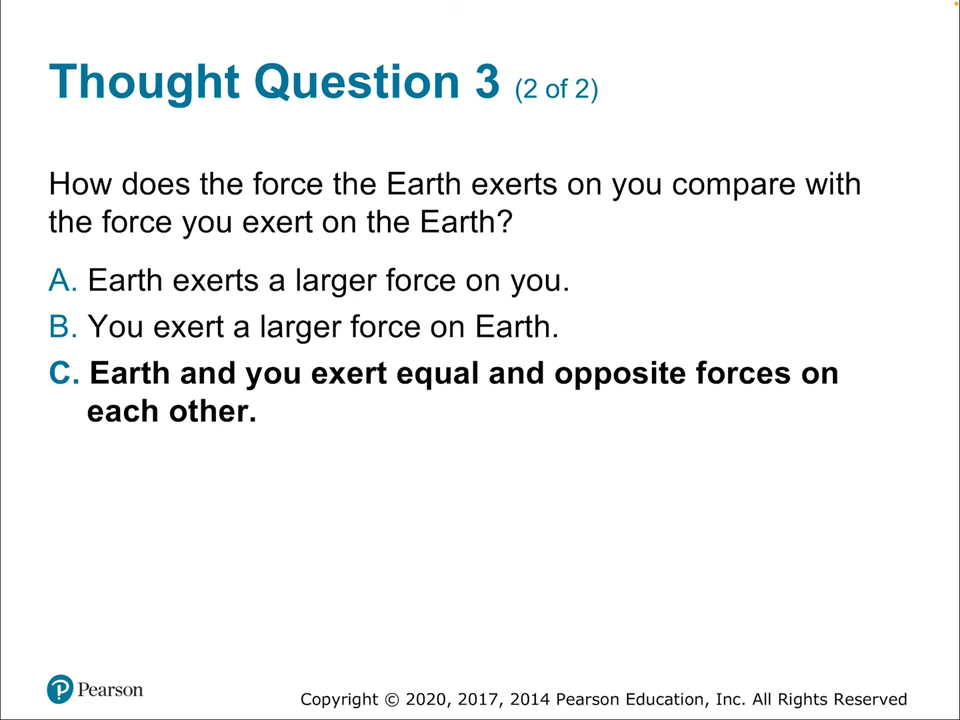 Thought Question 3 (2 of 2)
How does the force the Earth exerts on you compare with
the force you exert on the Earth?
A. Earth exerts a larger force on you.
B. You exert a larger force on Earth.
C. Earth and you exert equal and opposite forces on
each other.
Pearson
Copyright © 2020, 2017, 2014 Pearson Education, Inc. All Rights Reserved